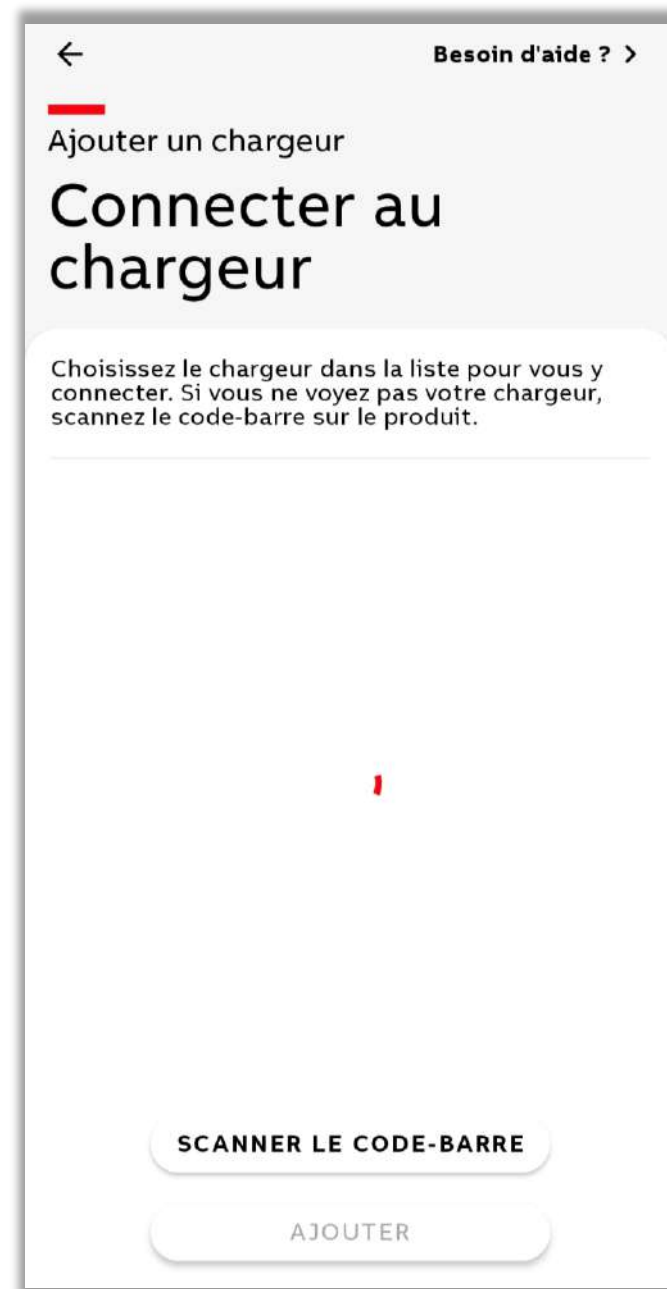 Besoin d'aide ?
Ajouter un chargeur
Connecter au
chargeur
Choisissez le chargeur dans la liste pour vous y
connecter. Si vous ne voyez pas votre chargeur,
scannez le code-barre sur le produit.
SCANNER LE CODE-BARRE
AJOUTER